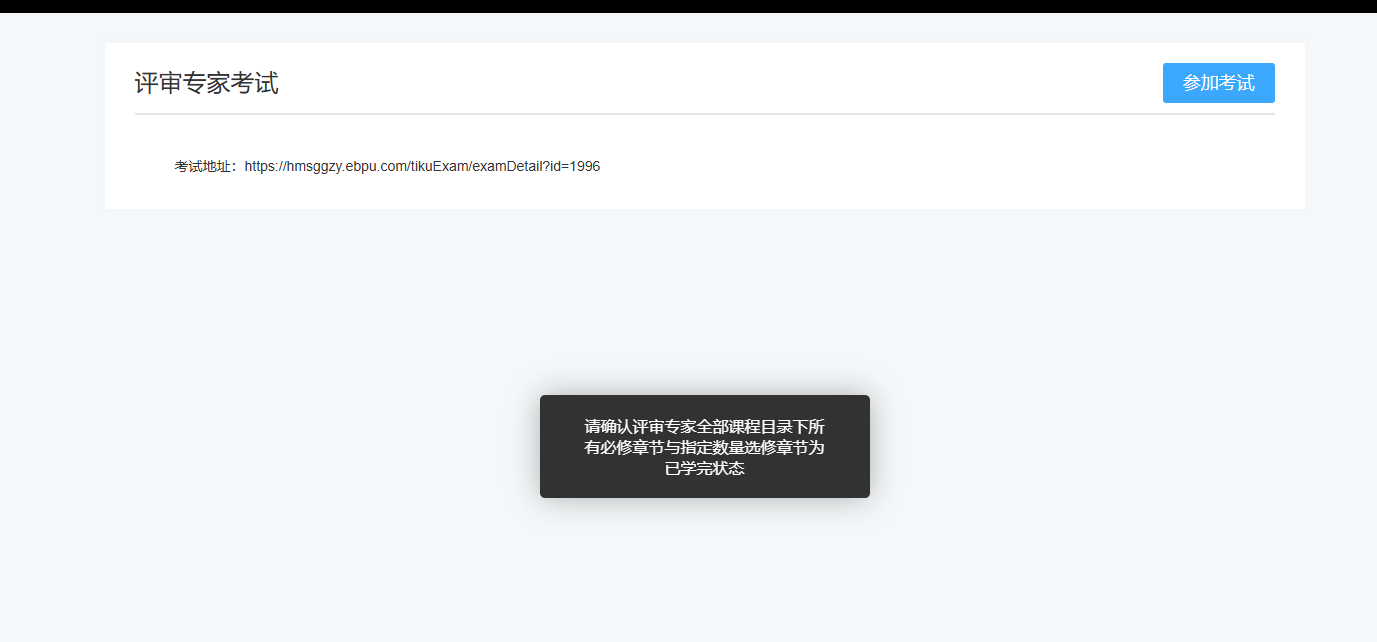 评审专家考试
参加考试
考试地址：https://hmsggzy.ebpu.com/tikuExam/examDetail?id=1996
请确认评审专家全部课程目录下所
有必修章节与指定数量选修章节为
已学完状态